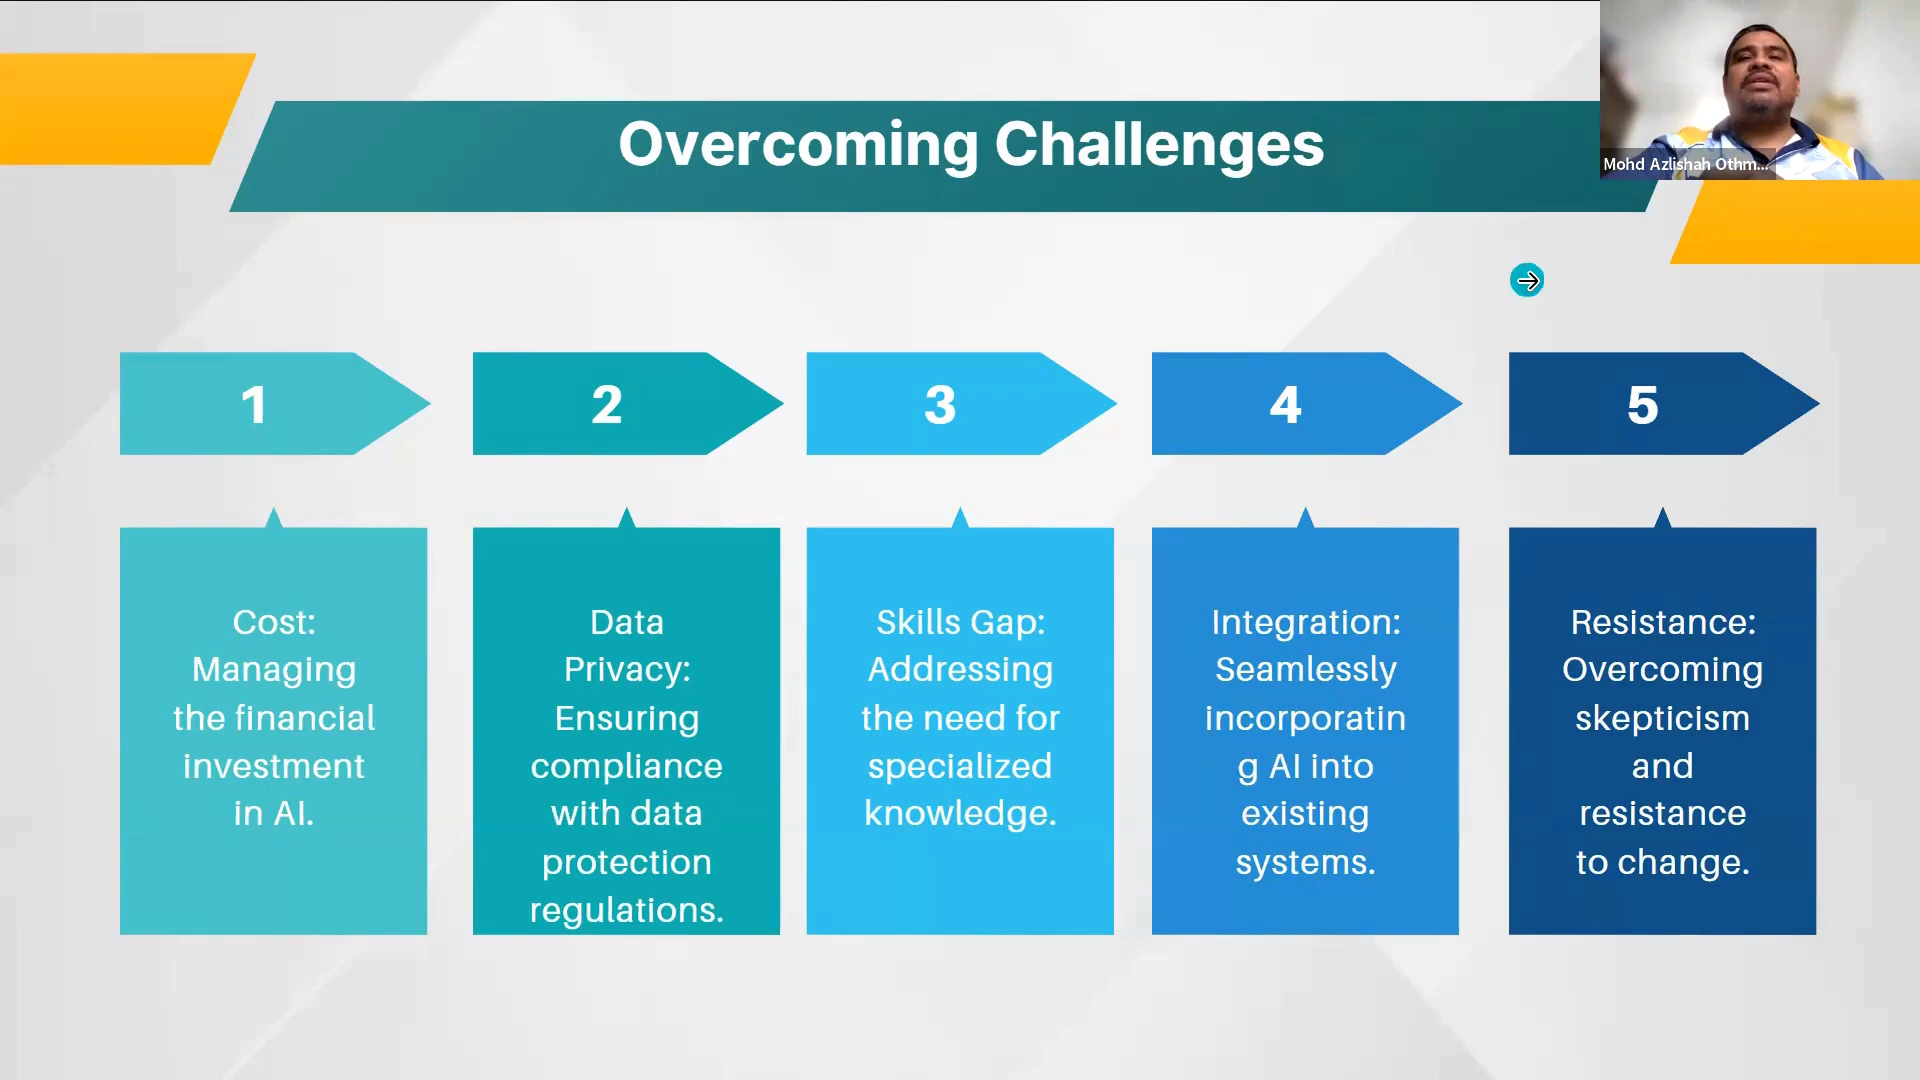 Overcoming Challenges
Mohd Azlishah Othm...
1
2
3
4
5
Cost:
Managing
the financial
investment
in AI.
Data
Privacy:
Ensuring
compliance
with data
protection
regulations.
Skills Gap:
Addressing
the need for
specialized
knowledge.
Integration:
Seamlessly
incorporatin
g AI into
existing
systems.
Resistance:
Overcoming
skepticism
and
resistance
to change.